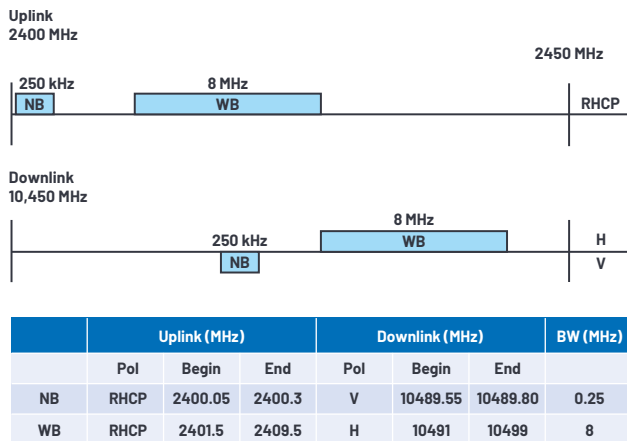 Uplink
2400 MHz
2450 MHz
250 kHz
8 MHz
NB
WB
RHCP
Downlink
10,450 MHz
8 MHz
250 kHz
WB
H
NB
V
Uplink (MHz) Downlink (MHz) BW (MHz)
Pol Begin End Pol Begin End
NB RHCP 2400.05 2400.3 V 10489.55 10489.80 0.25
WB RHCP 2401.5 2409.5 H 10491 10499 8